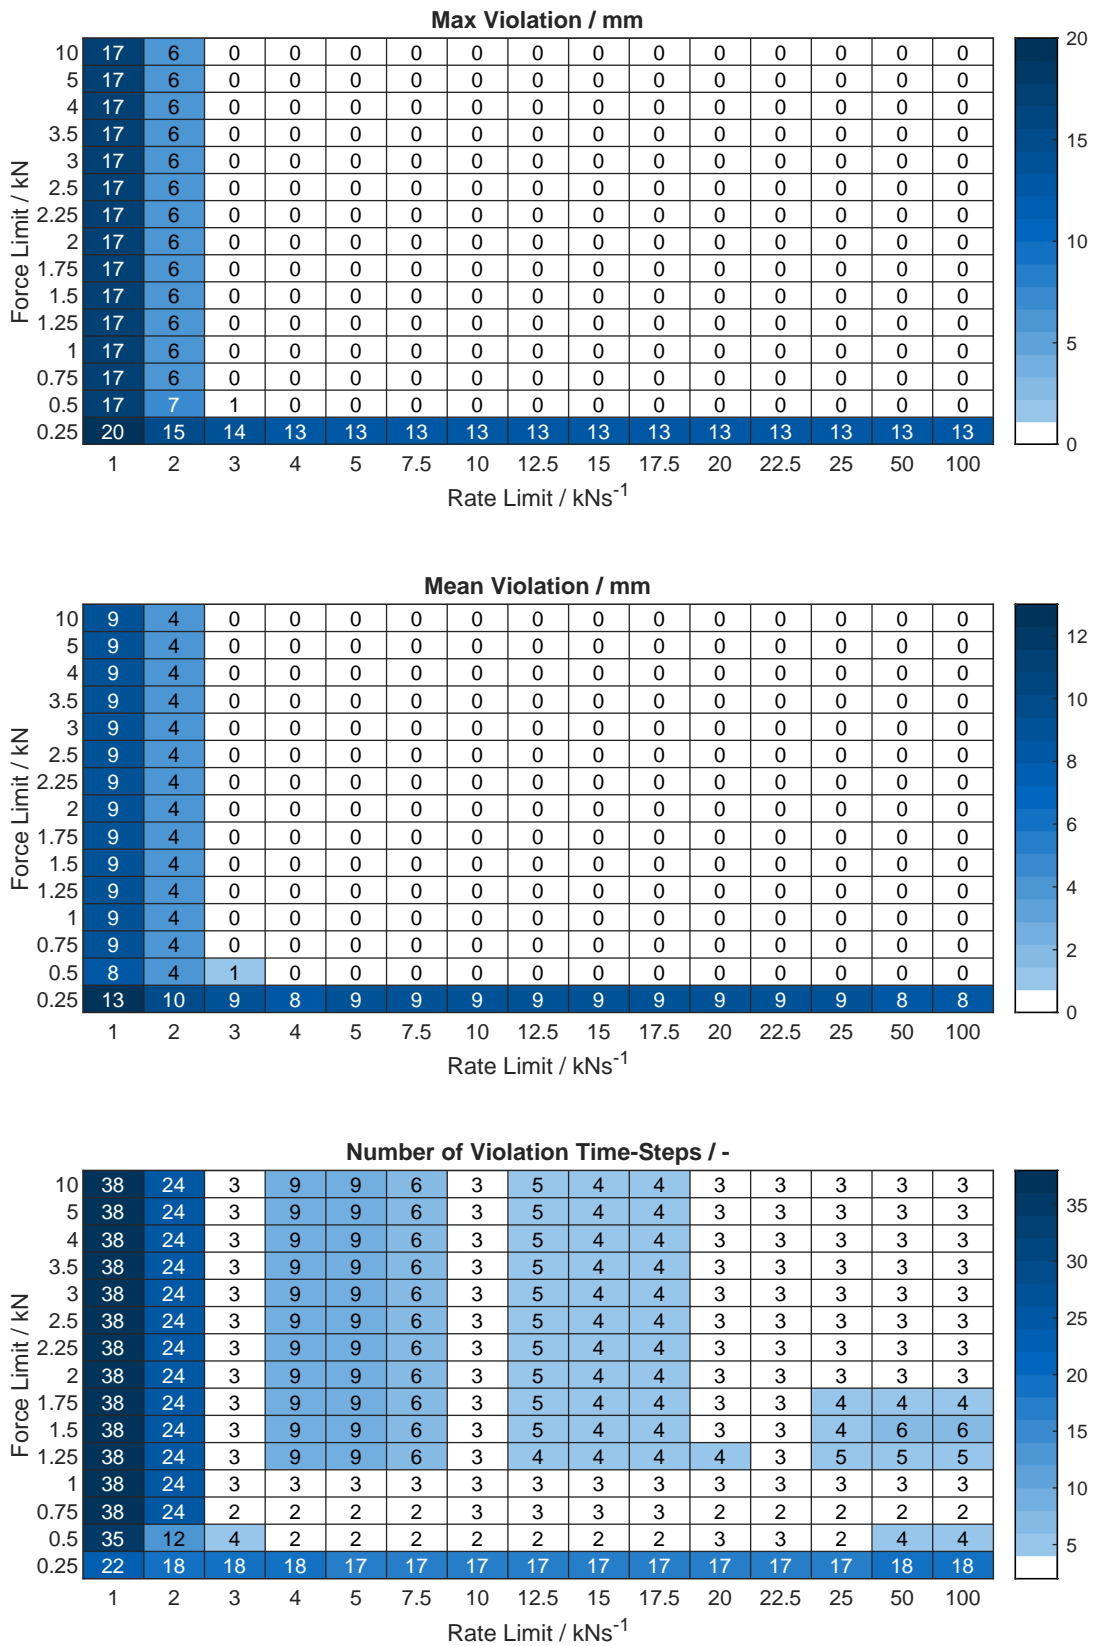 Max Violation / mm
10 17 6 0 0 0 0 0 0 0 0 0 0 0 0 0 20
5 17 6 0 0 0 0 0 0 0 0 0 0 0 0 0
4 17 6 0 0 0 0 0 0 0 0 0 0 0 0 0
3.5 17 6 0 0 0 0 0 0 0 0 0 0 0 0 0 15
3 17 6 0 0 0 0 0 0 0 0 0 0 0 0 0
2.5 17 6 0 0 0 0 0 0 0 0 0 0 0 0 0
2.25 17 6 0 0 0 0 0 0 0 0 0 0 0 0 0
2 17 6 0 0 0 0 0 0 0 0 0 0 0 0 0 10
1.75 17 6 0 0 0 0 0 0 0 0 0 0 0 0 0
1.5 17 6 0 0 0 0 0 0 0 0 0 0 0 0 0
1.25 17 6 0 0 0 0 0 0 0 0 0 0 0 0 0
1 17 6 0 0 0 0 0 0 0 0 0 0 0 0 0 5
0.75 17 6 0 0 0 0 0 0 0 0 0 0 0 0 0
0.5 17 7 1 0 0 0 0 0 0 0 0 0 0 0 0
0.25 20 15 14 13 13 13 13 13 13 13 13 13 13 13 13 0
Force Limit / kN
1 2 3 4 5 7.5 10 12.5 15 17.5 20 22.5 25 50 100
Rate Limit / kNs⁻¹
Mean Violation / mm
10 9 4 0 0 0 0 0 0 0 0 0 0 0 0 0
5 9 4 0 0 0 0 0 0 0 0 0 0 0 0 0 12
4 9 4 0 0 0 0 0 0 0 0 0 0 0 0 0
3.5 9 4 0 0 0 0 0 0 0 0 0 0 0 0 0 10
3 9 4 0 0 0 0 0 0 0 0 0 0 0 0 0
2.5 9 4 0 0 0 0 0 0 0 0 0 0 0 0 0 8
2.25 9 4 0 0 0 0 0 0 0 0 0 0 0 0 0
2 9 4 0 0 0 0 0 0 0 0 0 0 0 0 0
1.75 9 4 0 0 0 0 0 0 0 0 0 0 0 0 0 6
1.5 9 4 0 0 0 0 0 0 0 0 0 0 0 0 0
1.25 9 4 0 0 0 0 0 0 0 0 0 0 0 0 0 4
1 9 4 0 0 0 0 0 0 0 0 0 0 0 0 0
0.75 9 4 0 0 0 0 0 0 0 0 0 0 0 0 0 2
0.5 8 4 1 0 0 0 0 0 0 0 0 0 0 0 0
0.25 13 10 9 8 9 9 9 9 9 9 9 9 9 8 8 0
Force Limit / kN
1 2 3 4 5 7.5 10 12.5 15 17.5 20 22.5 25 50 100
Rate Limit / kNs⁻¹
Number of Violation Time-Steps / -
10 38 24 3 9 9 6 3 5 4 4 3 3 3 3 3
5 38 24 3 9 9 6 3 5 4 4 3 3 3 3 3 35
4 38 24 3 9 9 6 3 5 4 4 3 3 3 3 3
3.5 38 24 3 9 9 6 3 5 4 4 3 3 3 3 3 30
3 38 24 3 9 9 6 3 5 4 4 3 3 3 3 3
2.5 38 24 3 9 9 6 3 5 4 4 3 3 3 3 3 25
2.25 38 24 3 9 9 6 3 5 4 4 3 3 3 3 3
2 38 24 3 9 9 6 3 5 4 4 3 3 3 3 3 20
1.75 38 24 3 9 9 6 3 5 4 4 3 3 4 4 4
1.5 38 24 3 9 9 6 3 5 4 4 3 3 4 6 6 15
1.25 38 24 3 9 9 6 3 4 4 4 4 3 5 5 5
1 38 24 3 3 3 3 3 3 3 3 3 3 3 3 3 10
0.75 38 24 2 2 2 2 3 3 3 3 2 2 2 2 2
0.5 35 12 4 2 2 2 2 2 2 2 3 3 2 4 4 5
0.25 22 18 18 18 17 17 17 17 17 17 17 17 17 18 18
Force Limit / kN
1 2 3 4 5 7.5 10 12.5 15 17.5 20 22.5 25 50 100
Rate Limit / kNs⁻¹